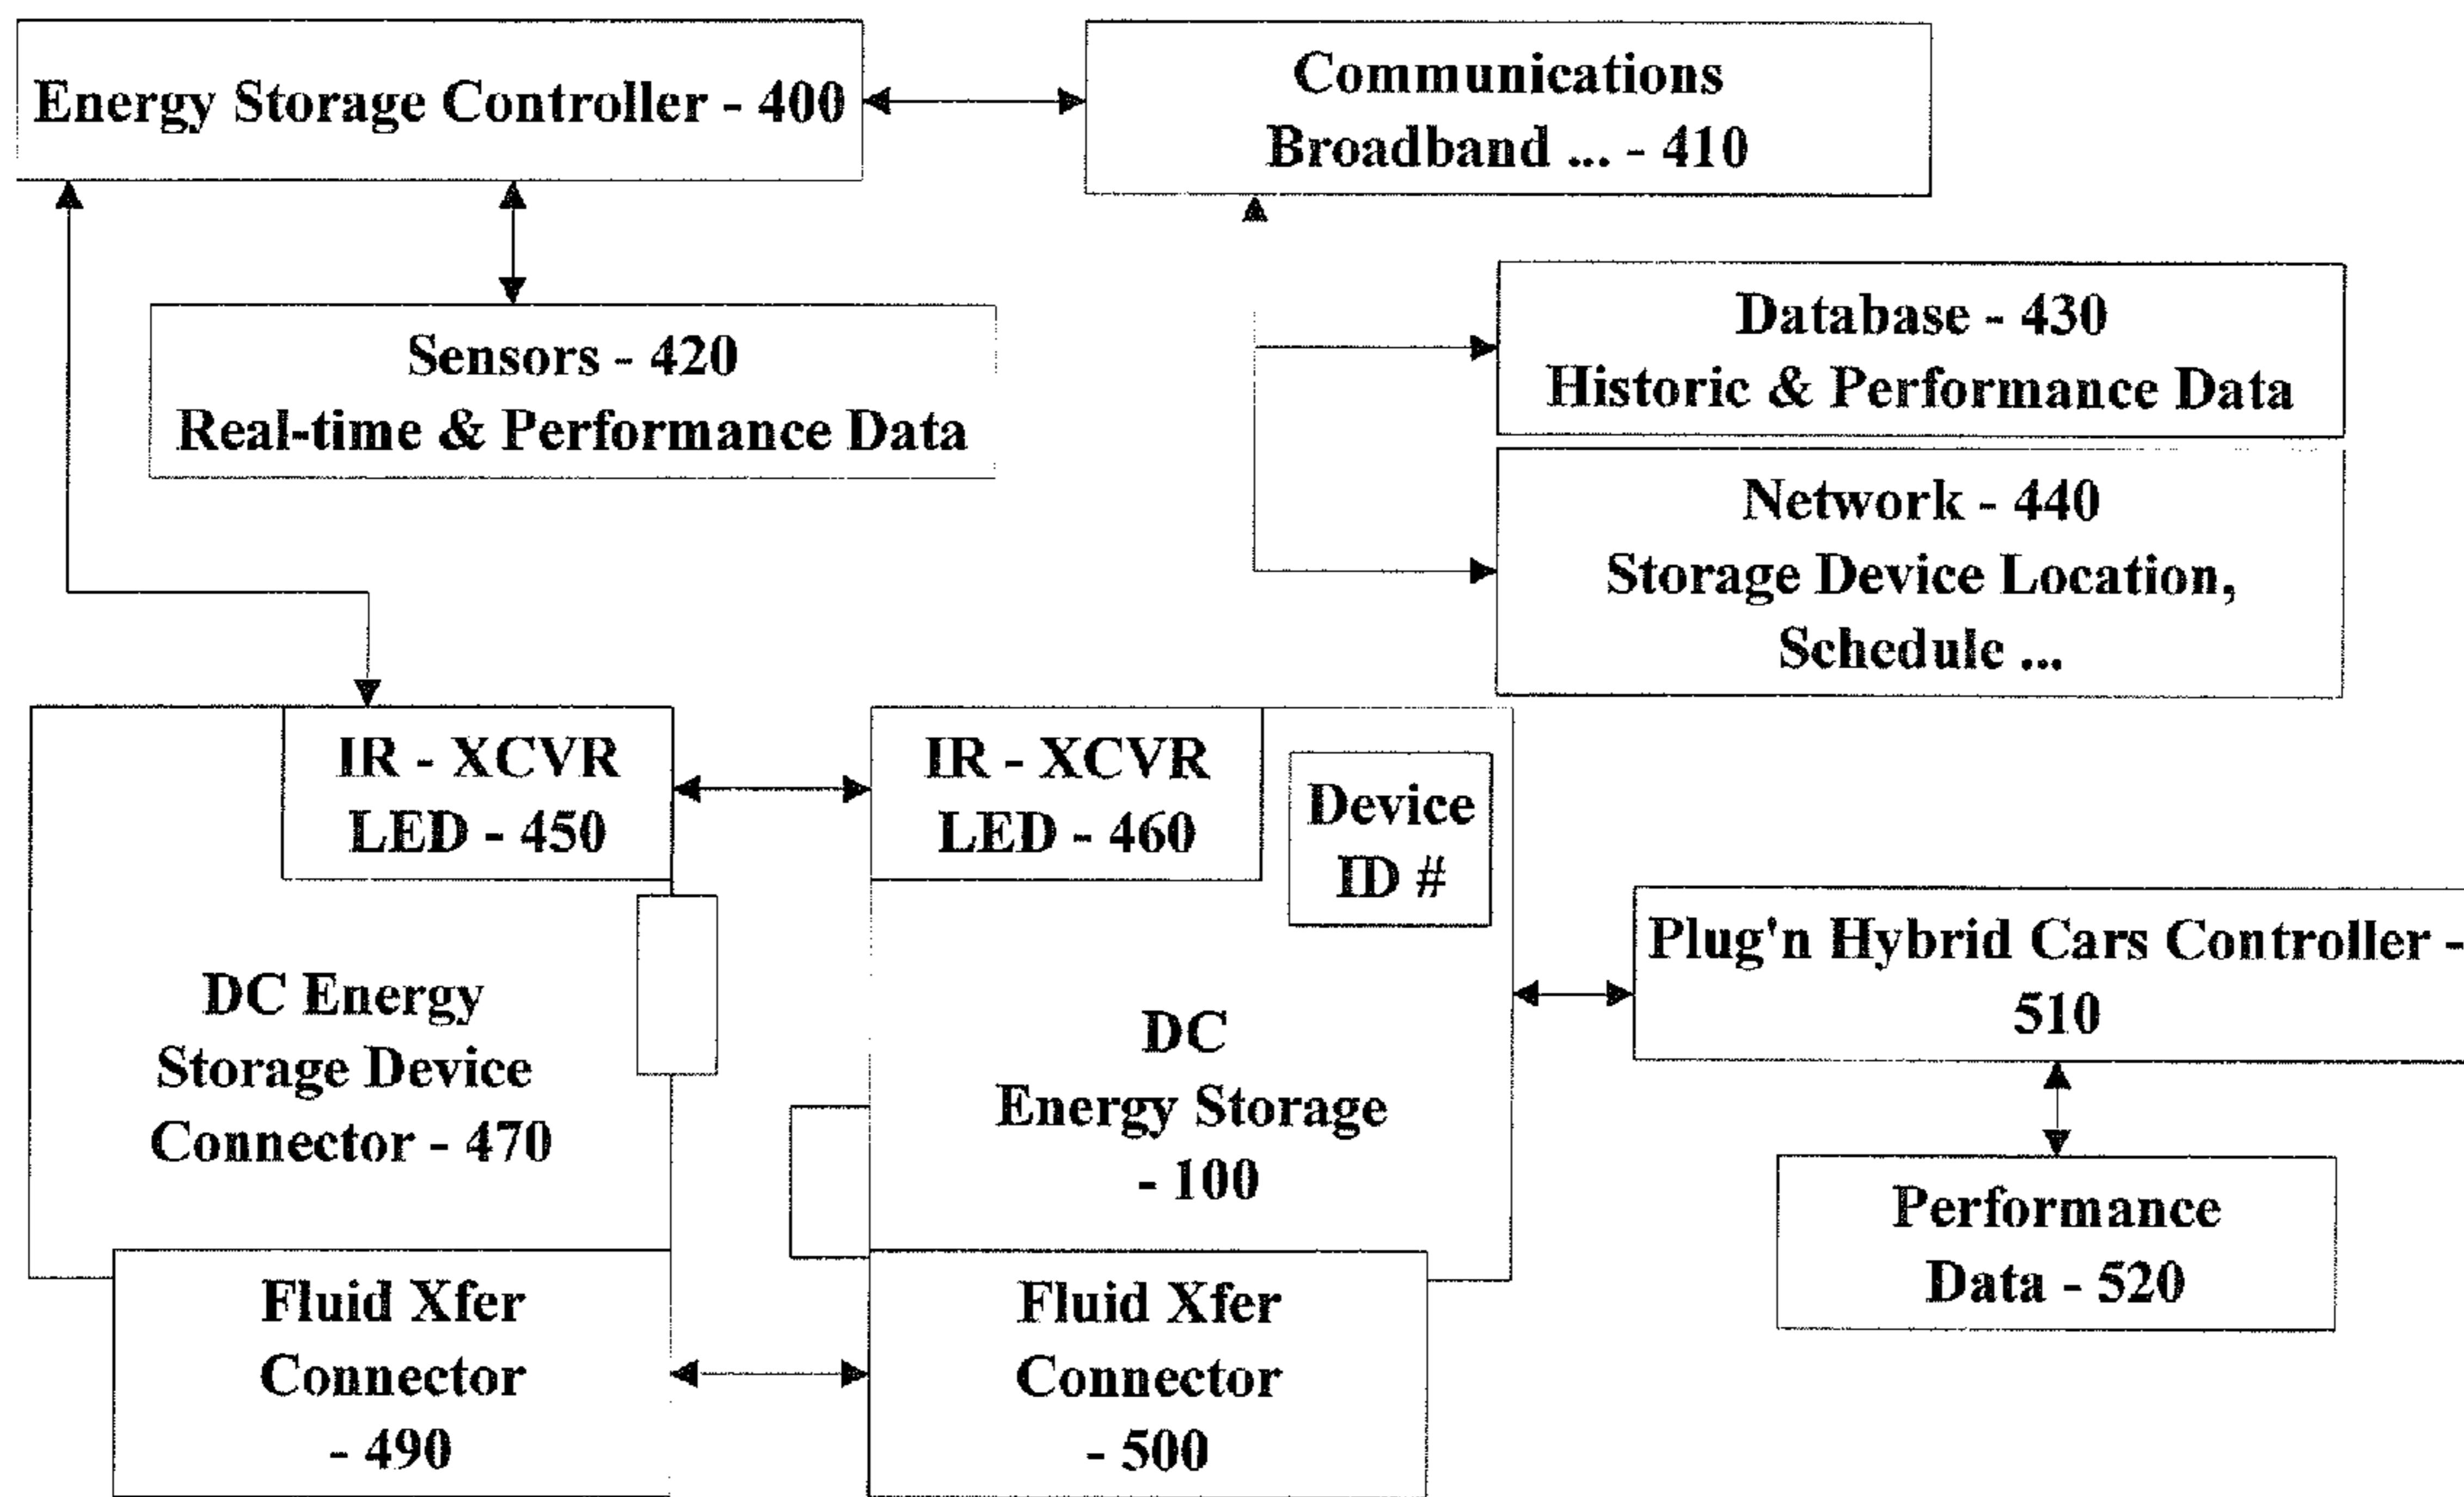 Energy Storage Controller - 400
Communications
Broadband ... - 410
Sensors - 420
Real-time & Performance Data
Database - 430
Historic & Performance Data
Network - 440
Storage Device Location,
Schedule ...
IR - XCVR
LED - 450
IR - XCVR
LED - 460
Device
ID #
DC Energy
Storage Device
Connector - 470
DC
Energy Storage
- 100
Plug'n Hybrid Cars Controller -
510
Performance
Data - 520
Fluid Xfer
Connector
- 490
Fluid Xfer
Connector
- 500